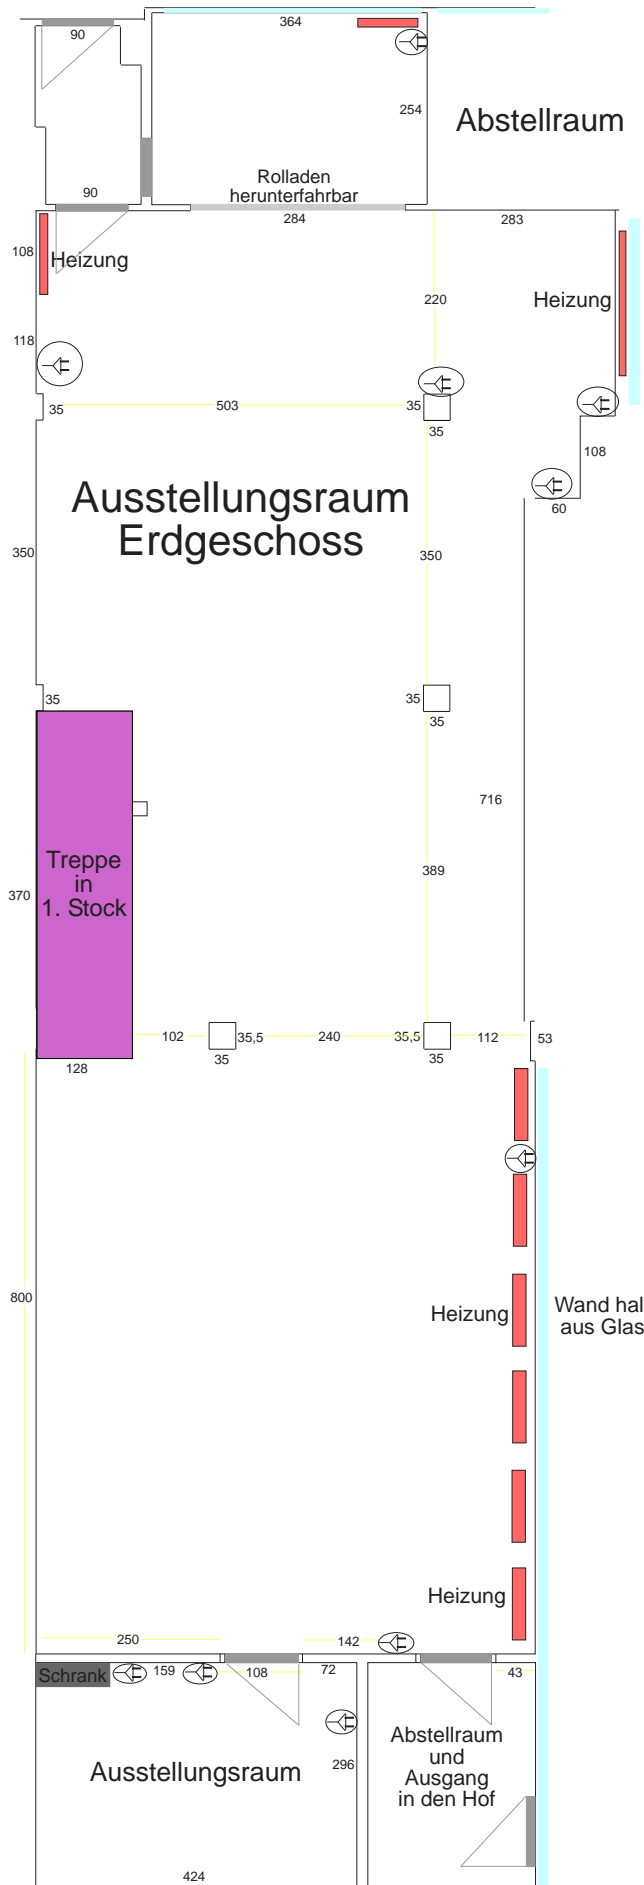 364
90
254
Abstellraum
Rolladen
herunterfahrbar
90
284
283
108
Heizung
220
Heizung
118
35
503
35
35
108
Ausstellungsraum
Erdgeschoss
60
350
350
35
35
35
716
Treppe
in
1. Stock
389
370
102
35,5
240
35,5
112
53
35
35
128
800
Heizung
Wand hal
aus Glas
Heizung
250
142
Schrank
159
108
72
43
Abstellraum
und
Ausgang
in den Hof
296
Ausstellungsraum
424